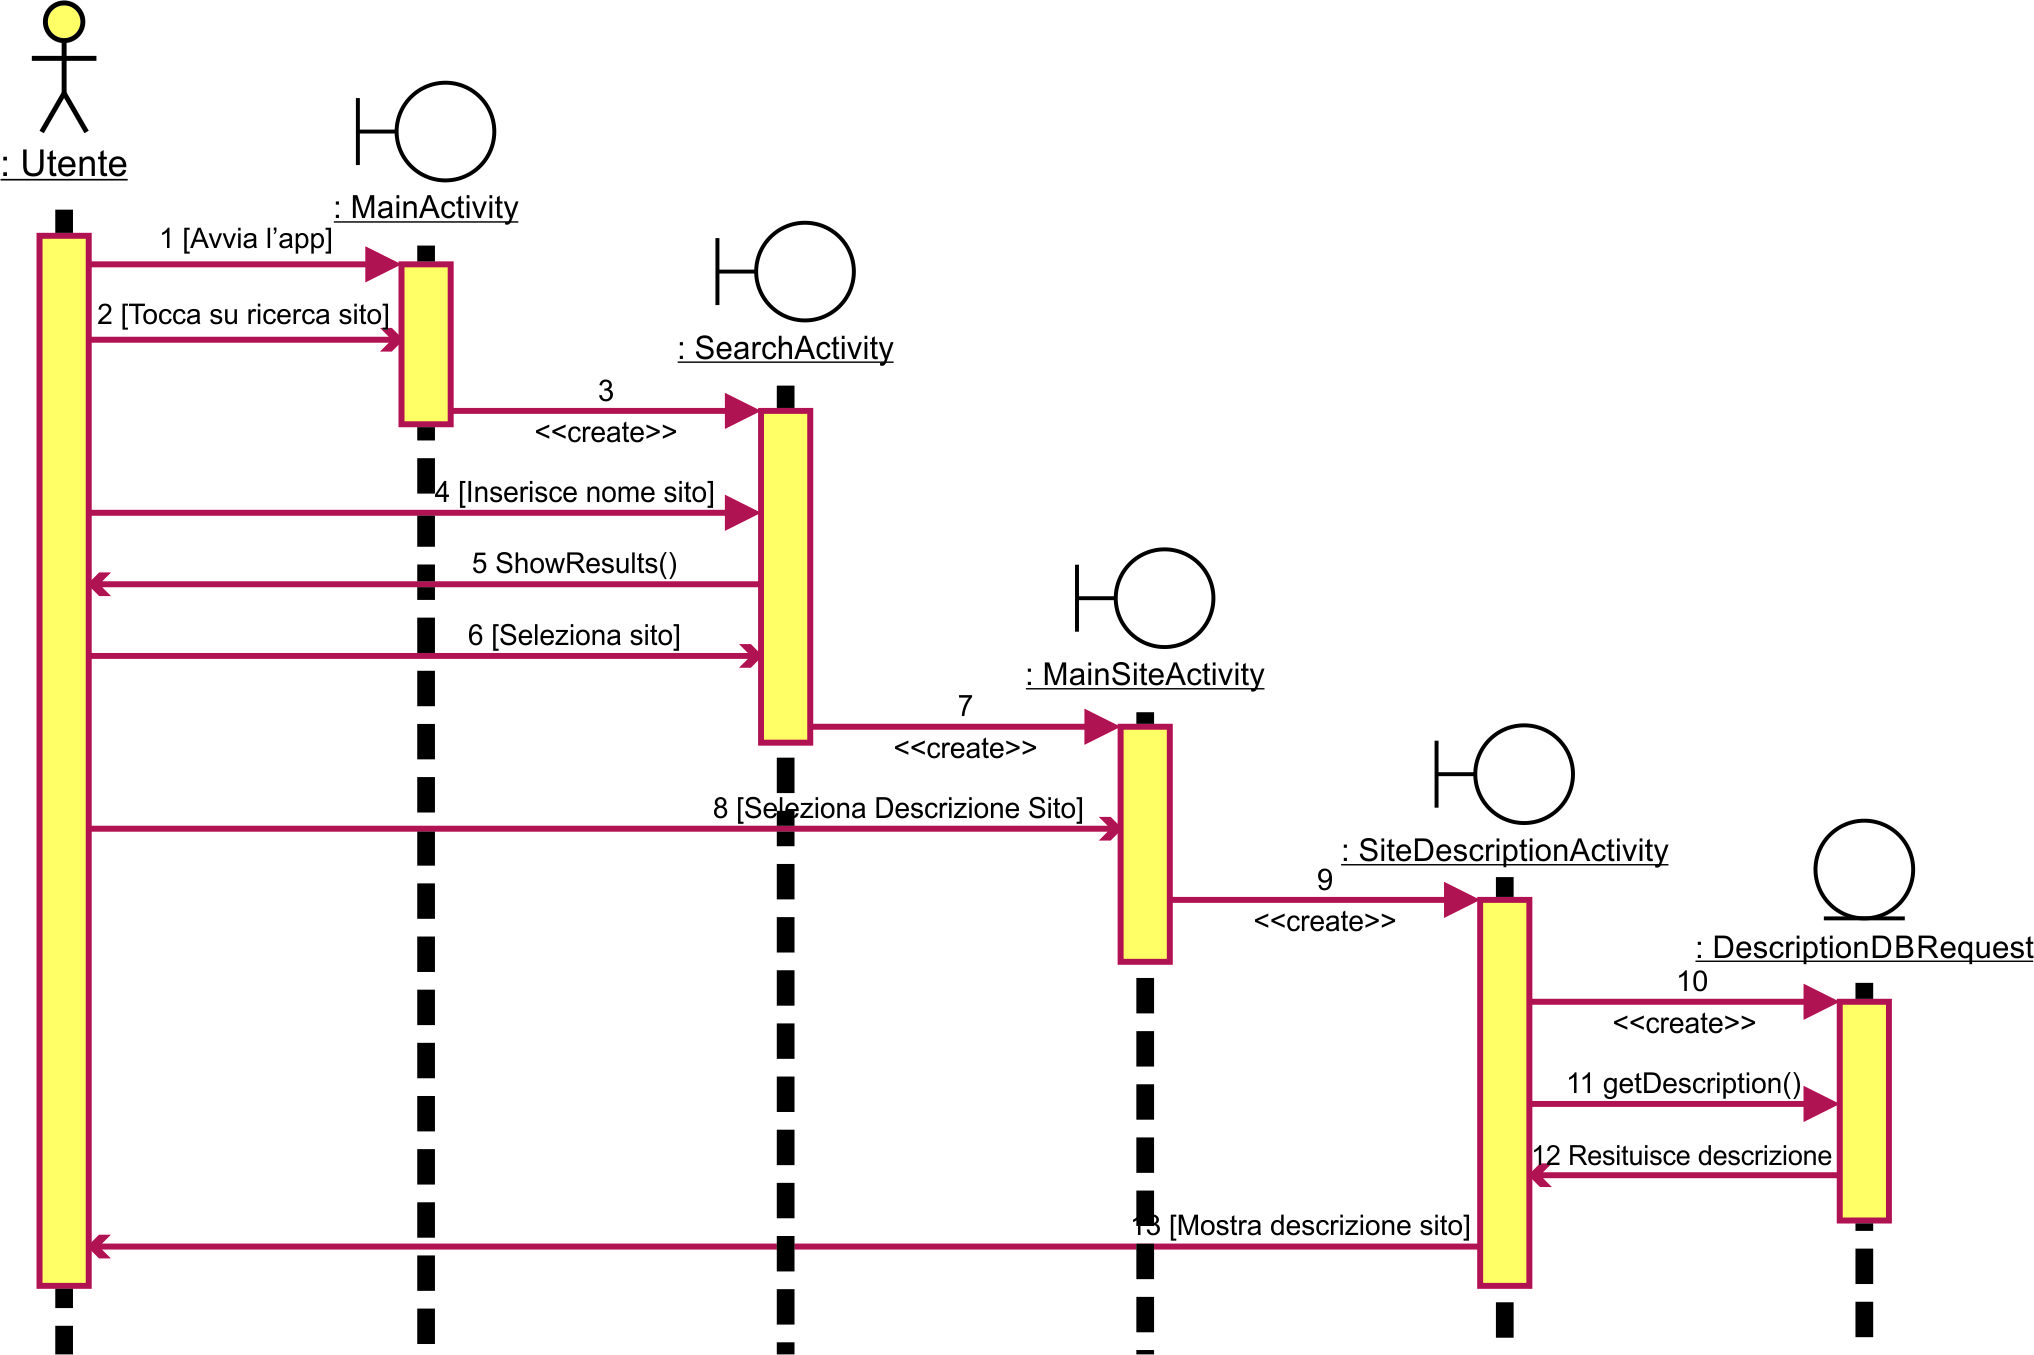 : Utente
: MainActivity
1 [Avvia l’app]
2 [Tocca su ricerca sito]
: SearchActivity
3
<<create>>
4 [Inserisce nome sito]
5 ShowResults()
6 [Seleziona sito]
: MainSiteActivity
7
<<create>>
8 [Seleziona Descrizione Sito]
: SiteDescriptionActivity
9
<<create>>
: DescriptionDBRequest
10
<<create>>
11 getDescription()
12 Resituisce descrizione
13 [Mostra descrizione sito]